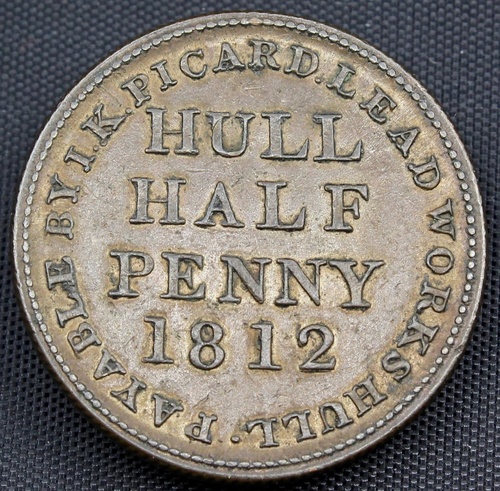 HULL
HALF
PENNY
1812
PAYABLE BY I.K. PICARD. LEAD WORKS HULL.